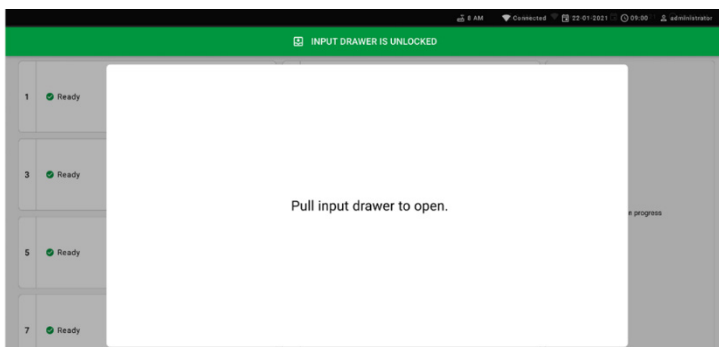 8 AM Connected 22-01-2021 09:00 administrator
INPUT DRAWER IS UNLOCKED
1 Ready
Pull input drawer to open.
3 Ready
e progress
5 Ready
7 Ready